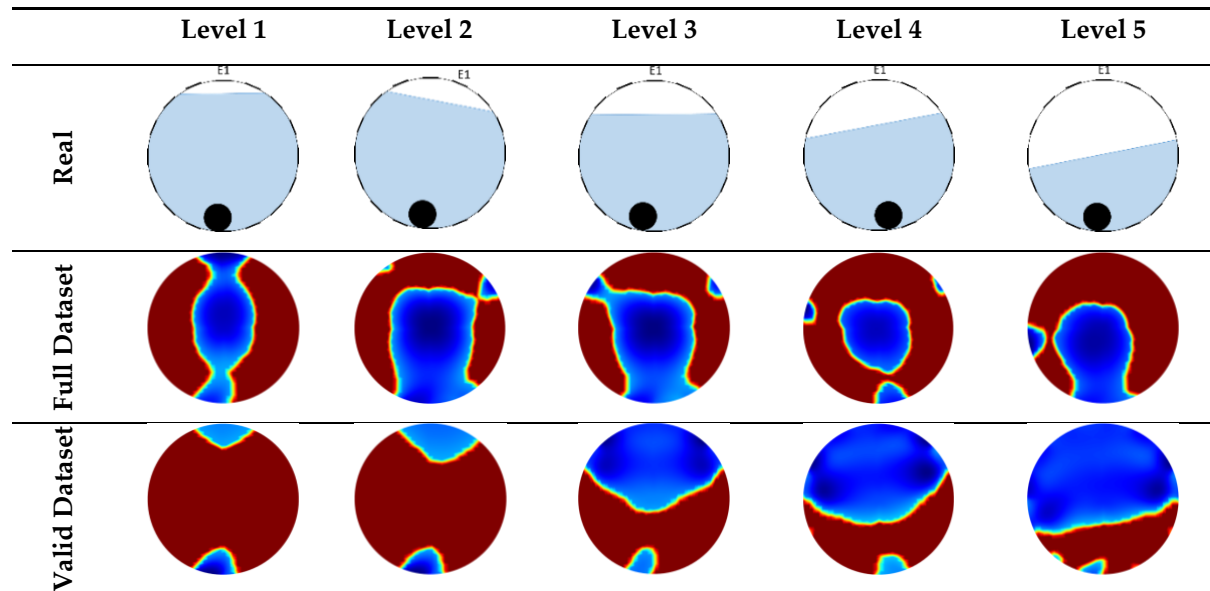 Level 1 Level 2 Level 3 Level 4 Level 5
Real
E1 E1 E1 E1 E1
Full Dataset
Valid Dataset